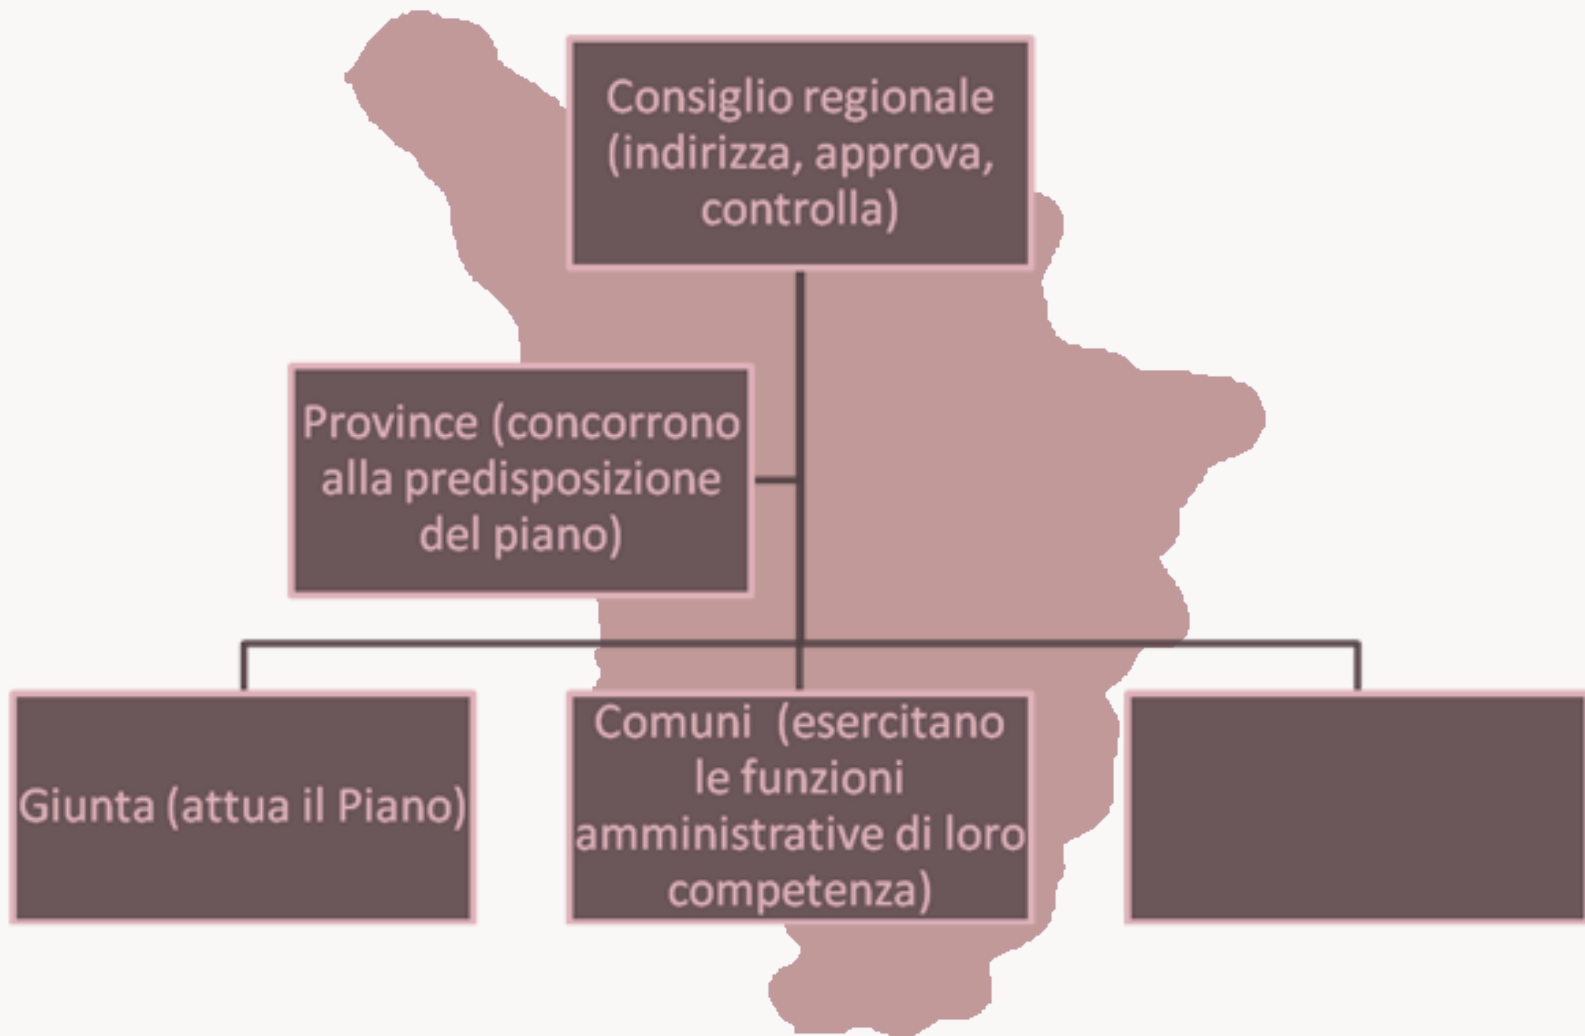 Consiglio regionale
(indirizza, approva,
controlla)
Province (concorrono
alla predisposizione
del piano)
Giunta (attua il Piano)
Comuni (esercitano
le funzioni
amministrative di loro
competenza)